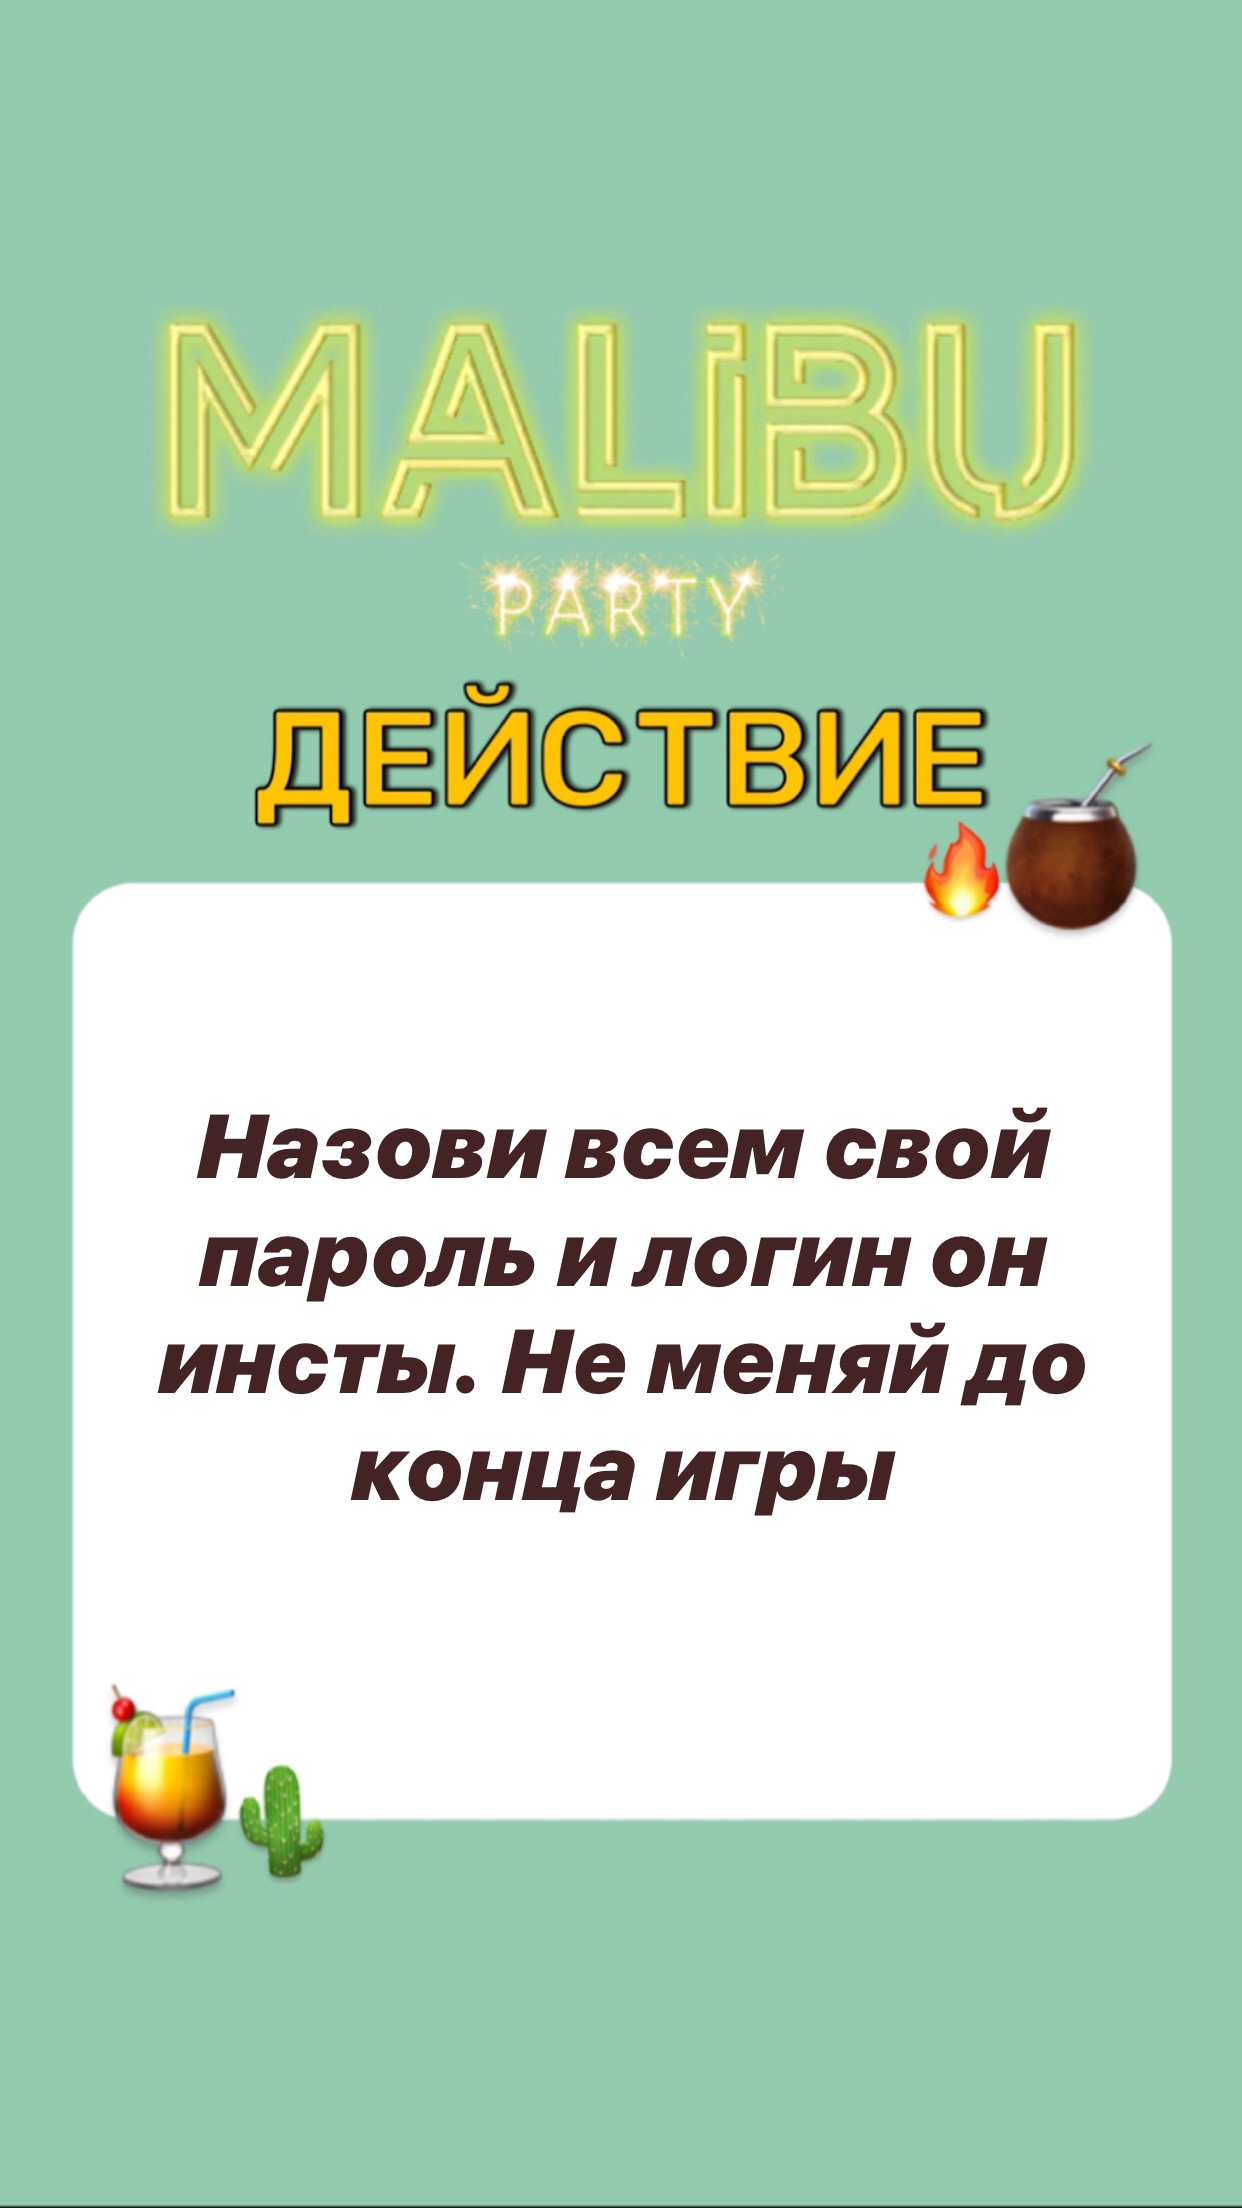 MALiBU
PARTY
ДЕЙСТВИЕ
Назови всем свой
пароль и логин он
инсты. Не меняй до
конца игры